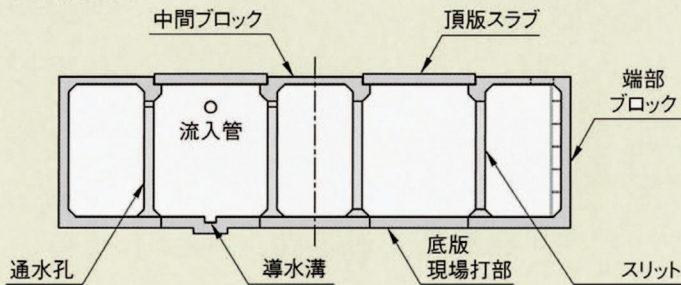 中間ブロック
頂版スラブ
端部
ブロック
流入管
通水孔
導水溝
底版
現場打部
スリット